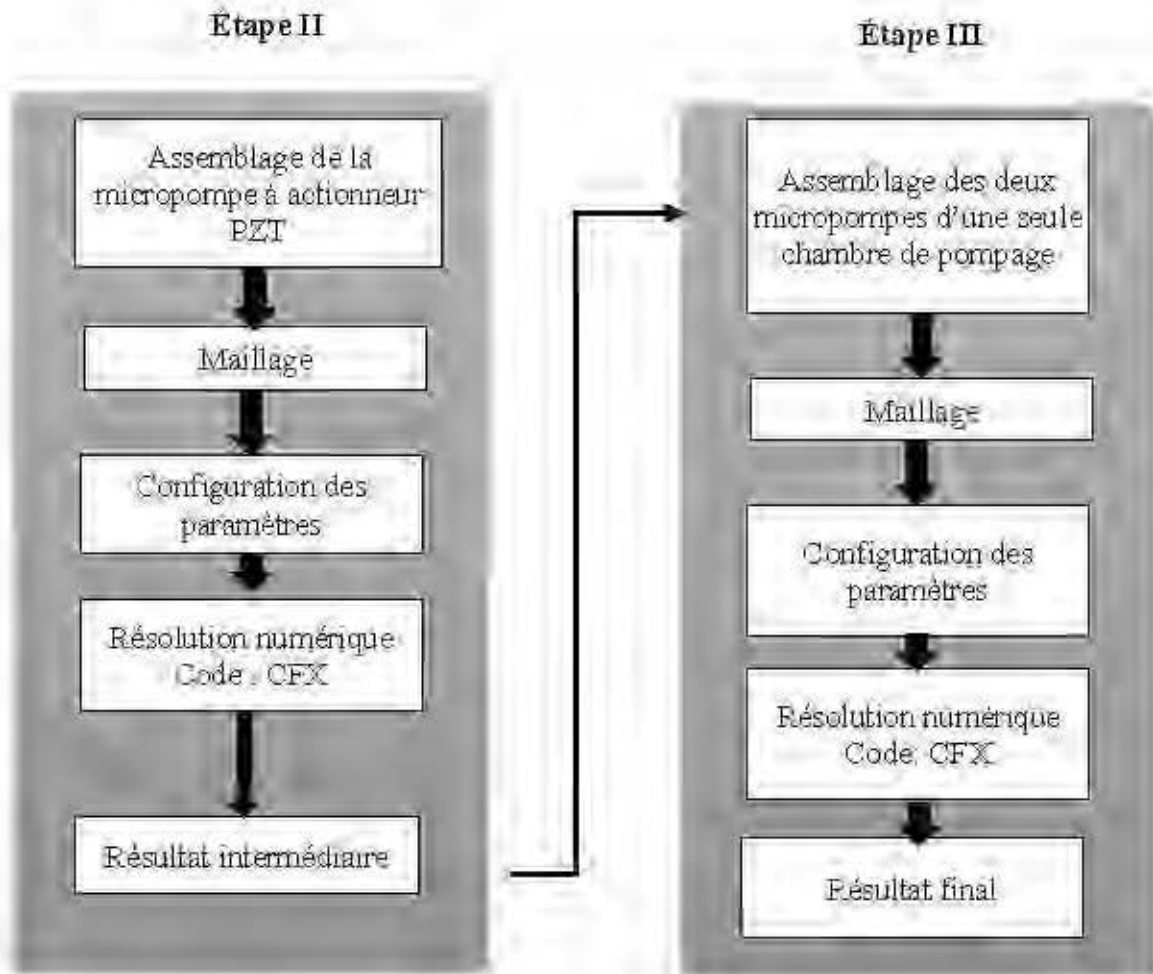 Étape II
Assemblage de la
micropompe à actionneur
PZT
Maillage
Configuration des
paramètres
Résolution numérique
Code : CFX
Résultat intermédiaire
Étape III
Assemblage des deux
micropompes d'une seule
chambre de pompage
Maillage
Configuration des
paramètres
Résolution numérique
Code: CFX
Résultat final